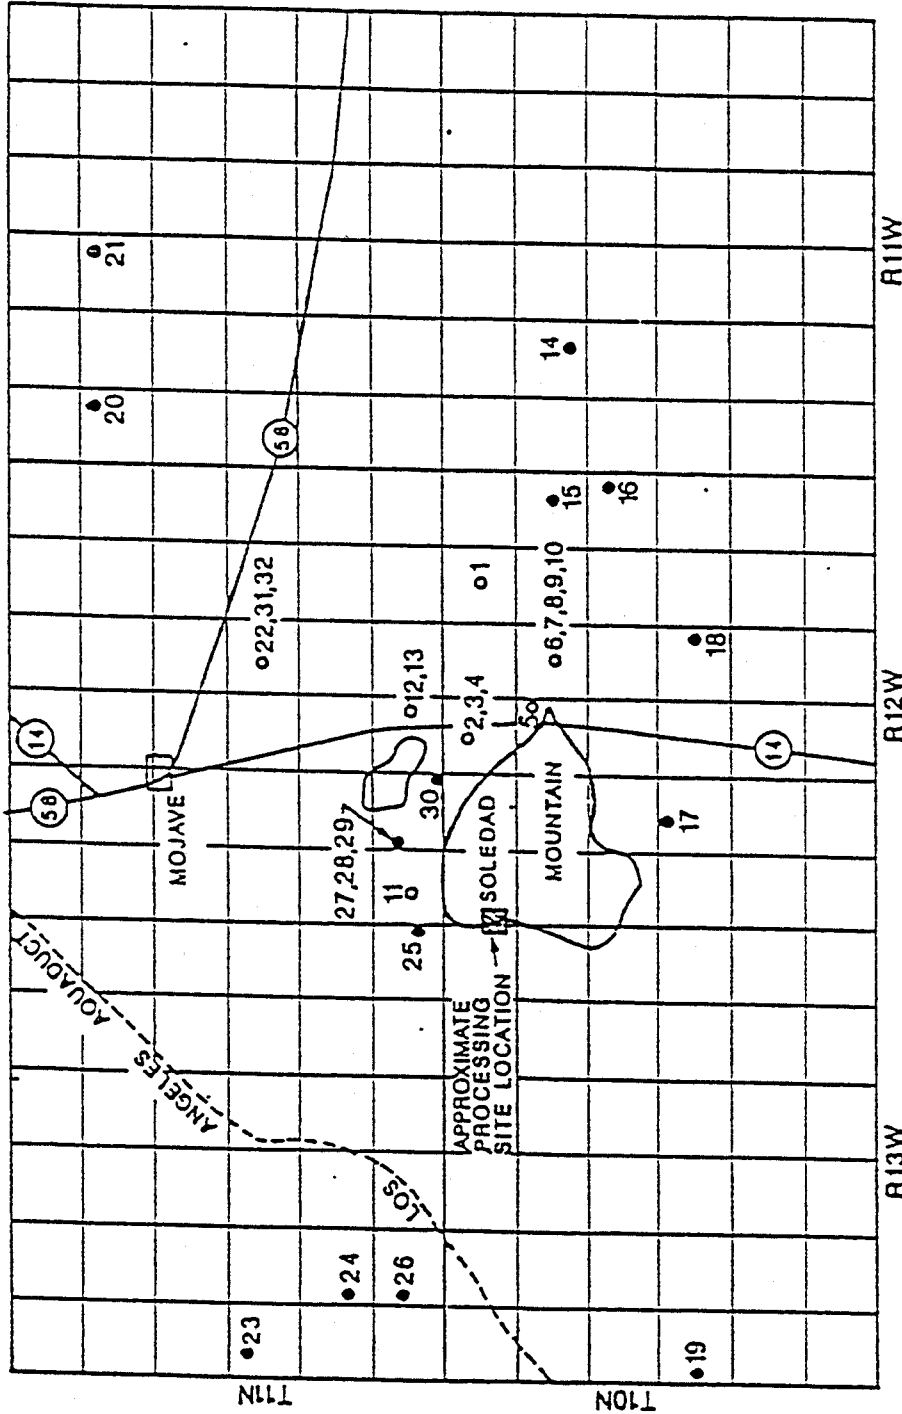 T11N
T10N
R13W
R12W
R11W
23
24
26
19
LOS
ANGELES
AQUADUCT
APPROXIMATE
PROCESSING
SITE LOCATION
25
11
27,28,29
30
MOJAVE
58
14
SOLEDAD
MOUNTAIN
17
14
5
2,3,4
12,13
22,31,32
6,7,8,9,10
1
18
58
15
16
14
20
21